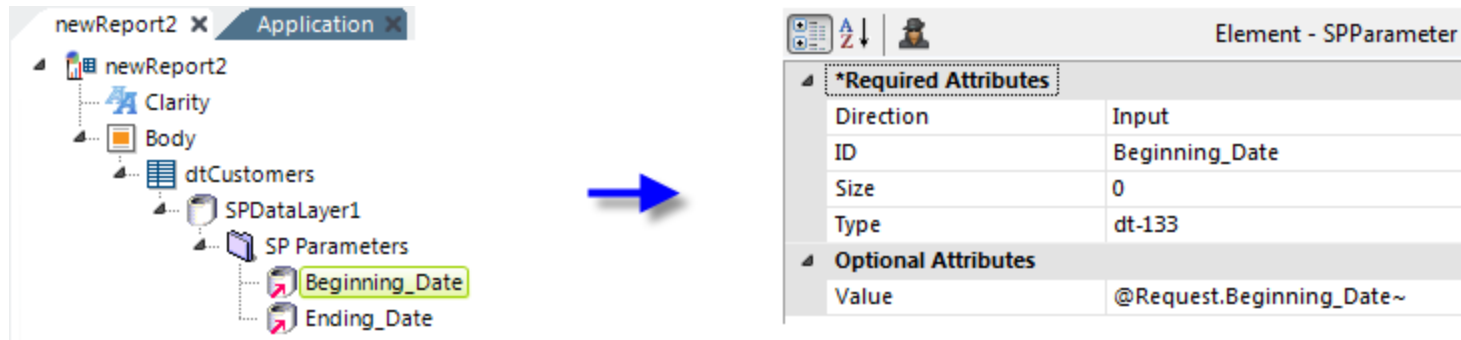 newReport2 Application
newReport2
Clarity
Body
dtCustomers
SPDataLayer1
SP Parameters
Beginning_Date
Ending_Date
A Z Element - SPParameter
*Required Attributes
Direction Input
ID Beginning_Date
Size 0
Type dt-133
Optional Attributes
Value @Request.Beginning_Date~